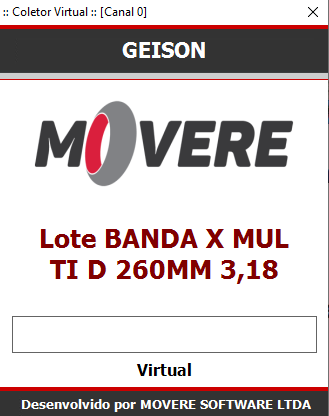 :: Coletor Virtual :: [Canal 0]
GEISON
MOVERE
Lote BANDA X MUL
TI D 260MM 3,18
Virtual
Desenvolvido por MOVERE SOFTWARE LTDA